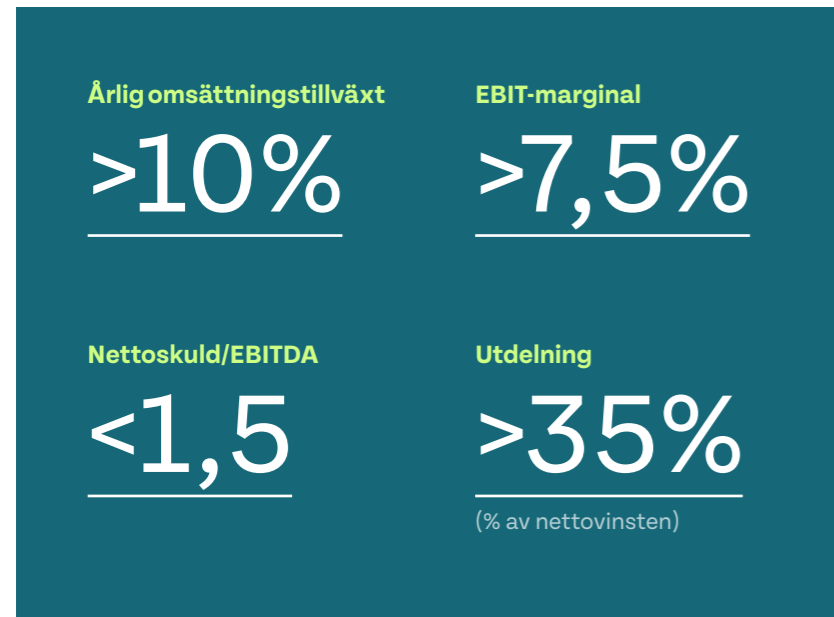 Årlig omsättningstillväxt
>10%
EBIT-marginal
>7,5%
Nettoskuld/EBITDA
<1,5
Utdelning
>35%
(% av nettovinsten)